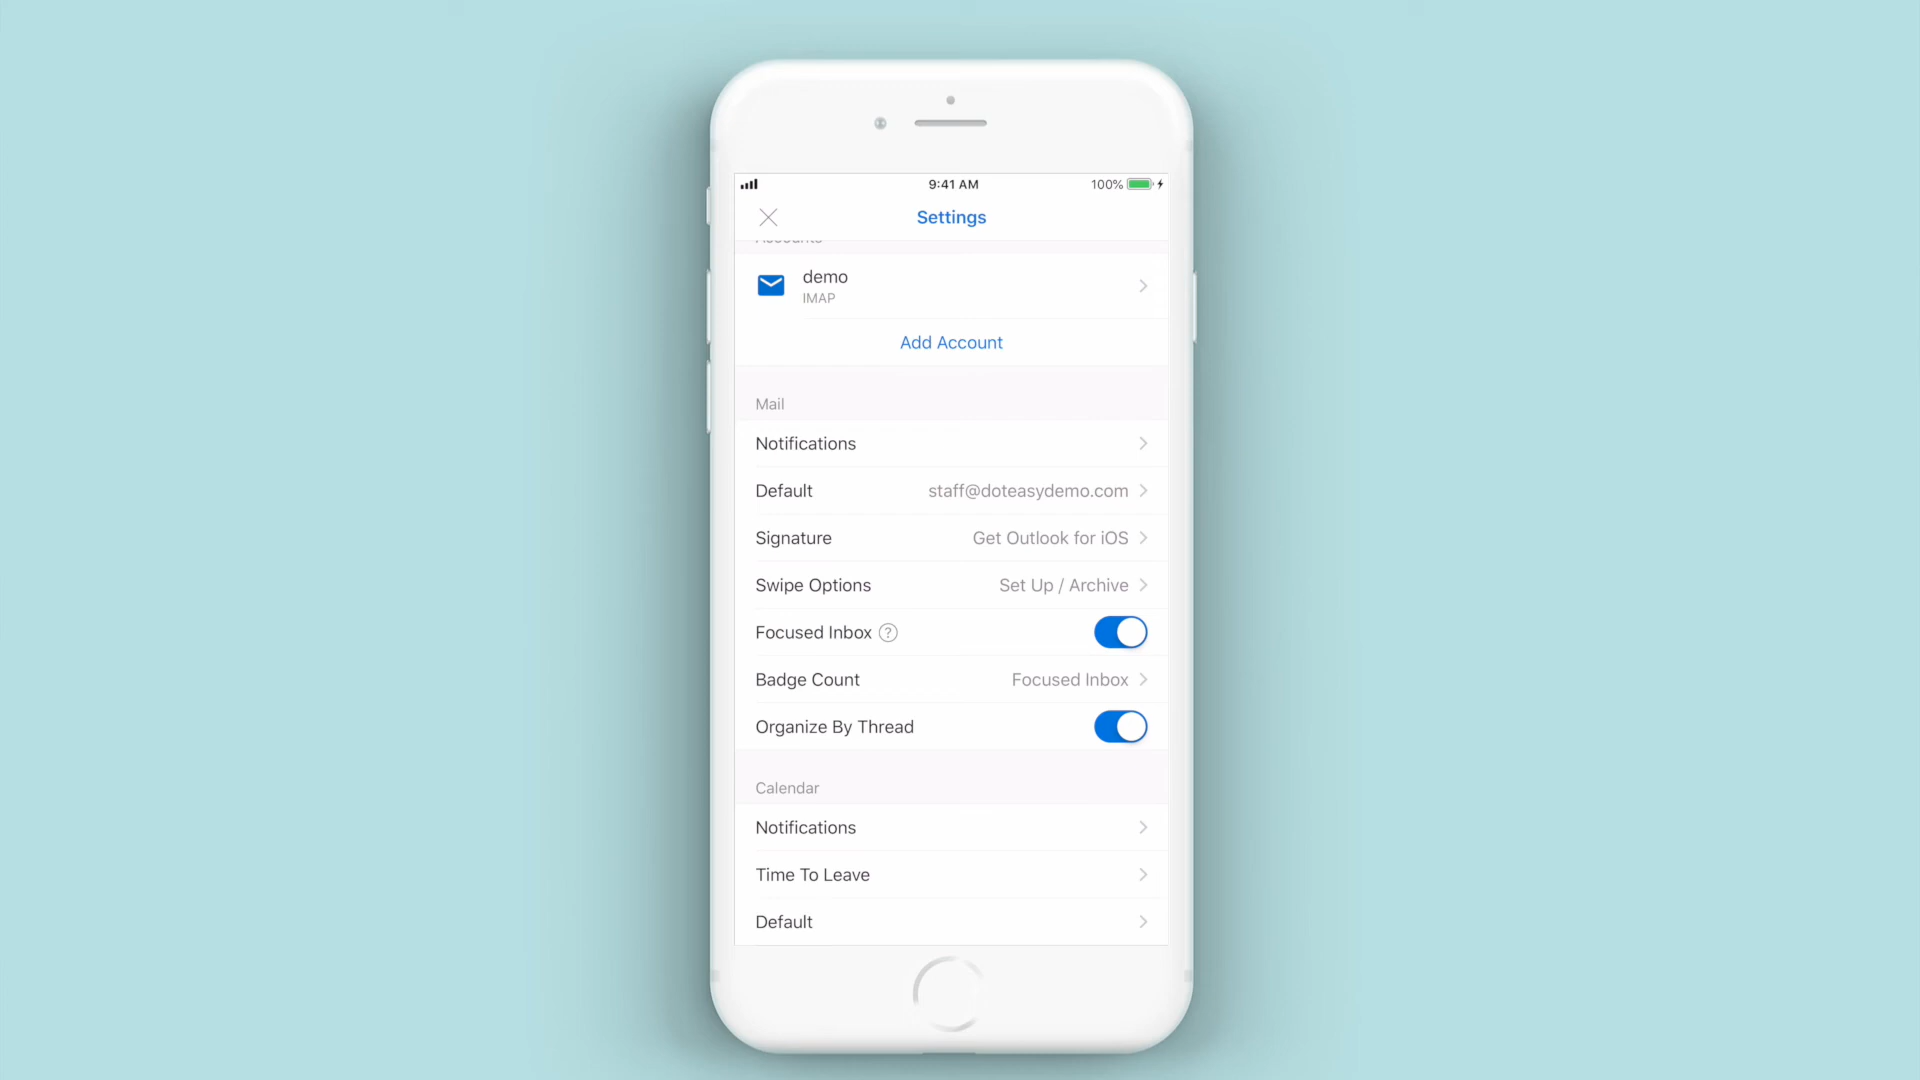 9:41 AM 100%
Settings
Accounts
demo
IMAP
Add Account
Mail
Notifications
Default staff@doteasydemo.com
Signature Get Outlook for iOS
Swipe Options Set Up / Archive
Focused Inbox ?
Badge Count Focused Inbox
Organize By Thread
Calendar
Notifications
Time To Leave
Default